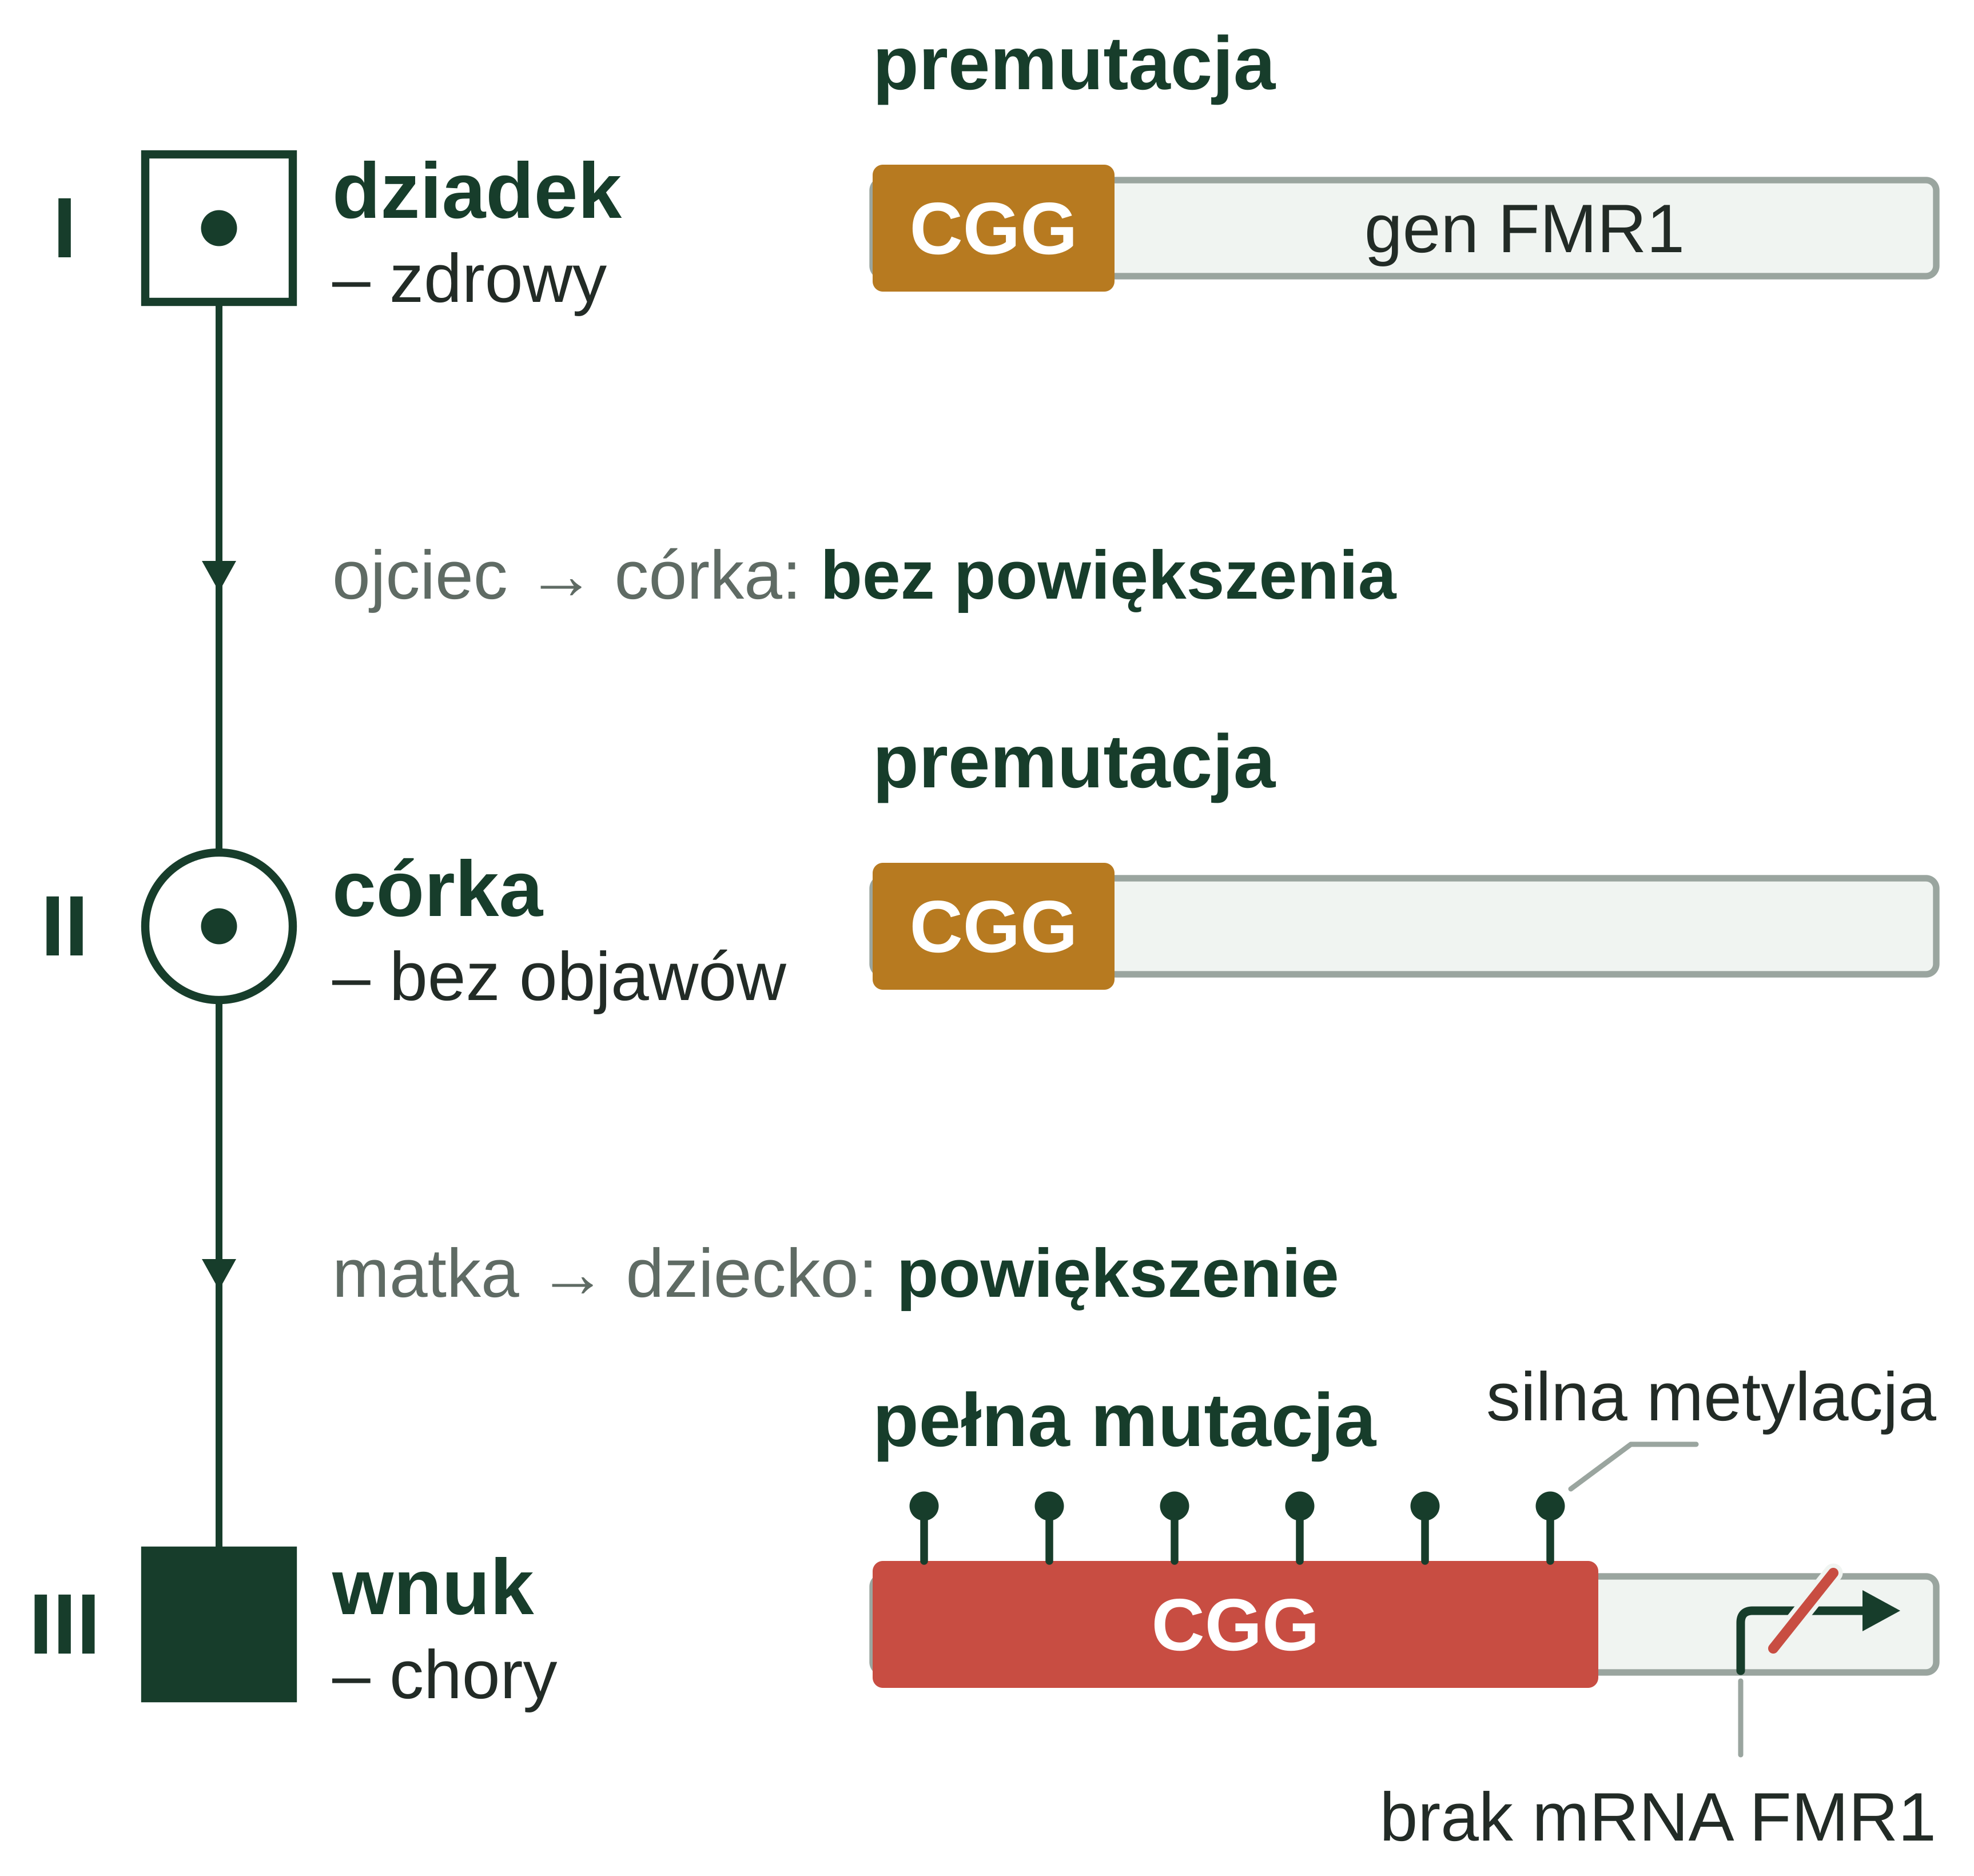 premutacja
I
dziadek
– zdrowy
CGG
gen FMR1
ojciec → córka: bez powiększenia
premutacja
II
córka
– bez objawów
CGG
matka → dziecko: powiększenie
silna metylacja
pełna mutacja
III
wnuk
– chory
CGG
brak mRNA FMR1